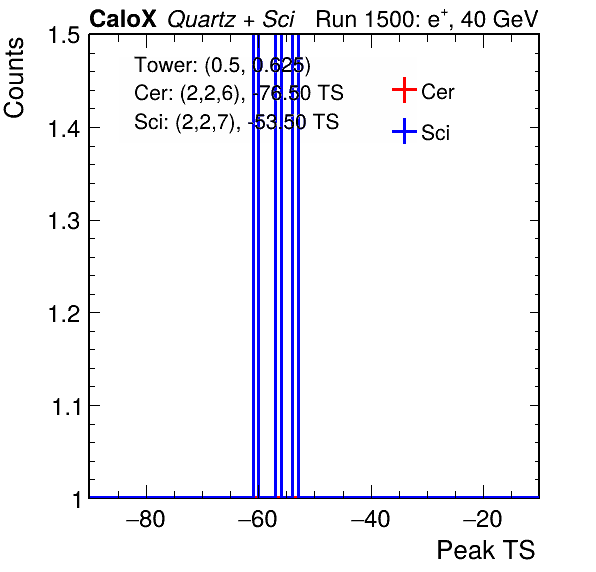 CaloX Quartz + Sci Run 1500: e+, 40 GeV
Counts
1.5
1.4
1.3
1.2
1.1
1
Tower: (0.5, 0.625)
Cer: (2,2,6), -76.50 TS
Sci: (2,2,7), -53.50 TS
Cer
Sci
−80 −60 −40 −20
Peak TS